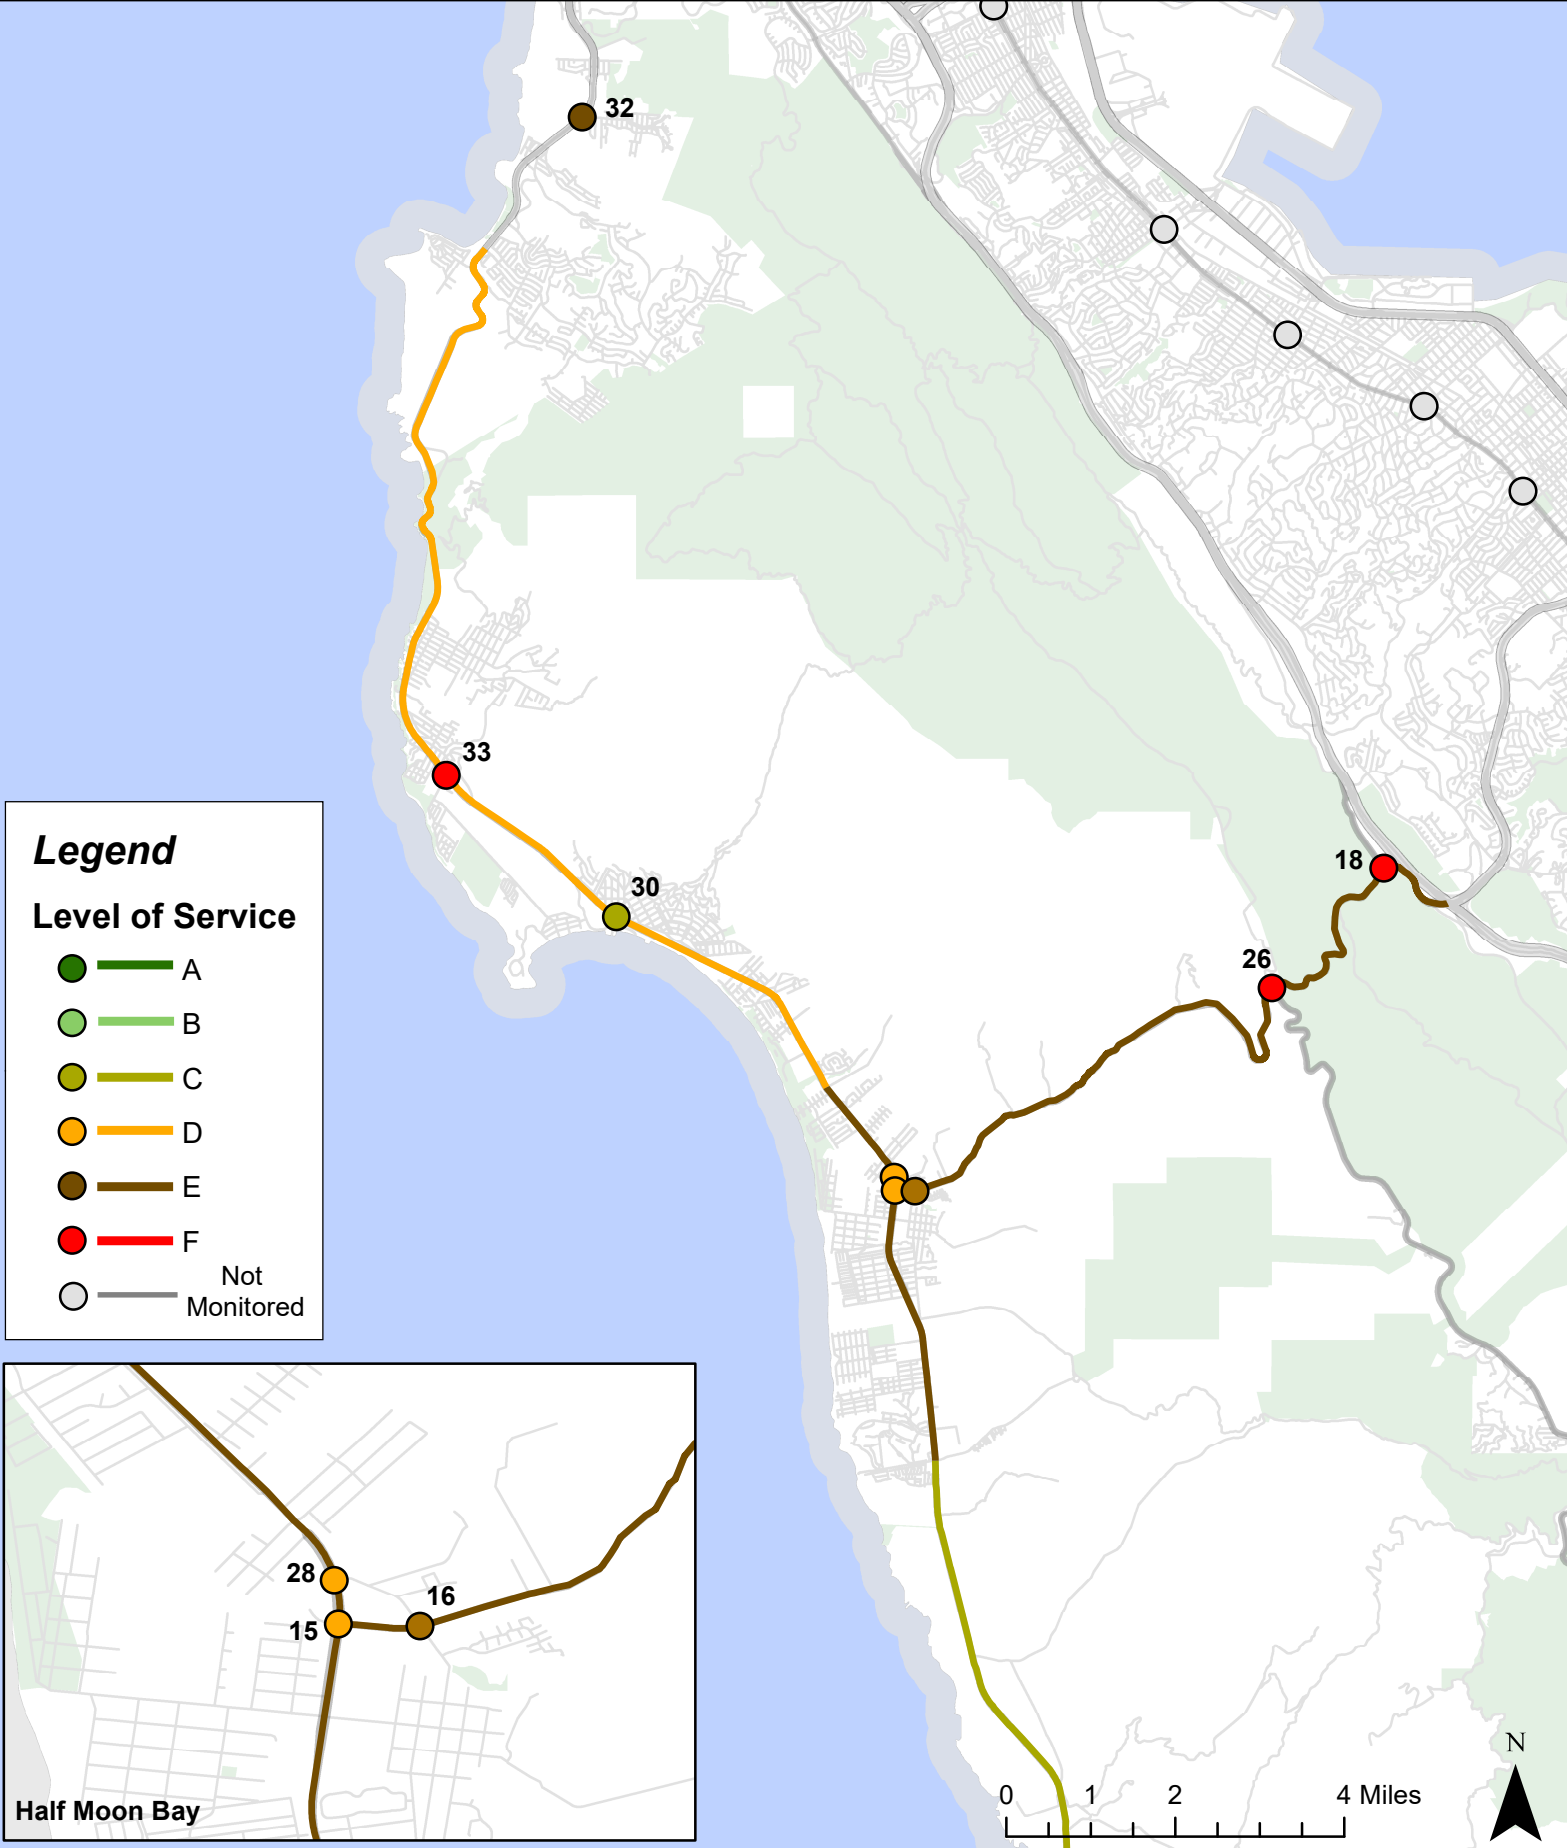 32
33
30
18
26
Legend
Level of Service
A
B
C
D
E
F
Not
Monitored
28
16
15
Half Moon Bay
N
0 1 2 4 Miles